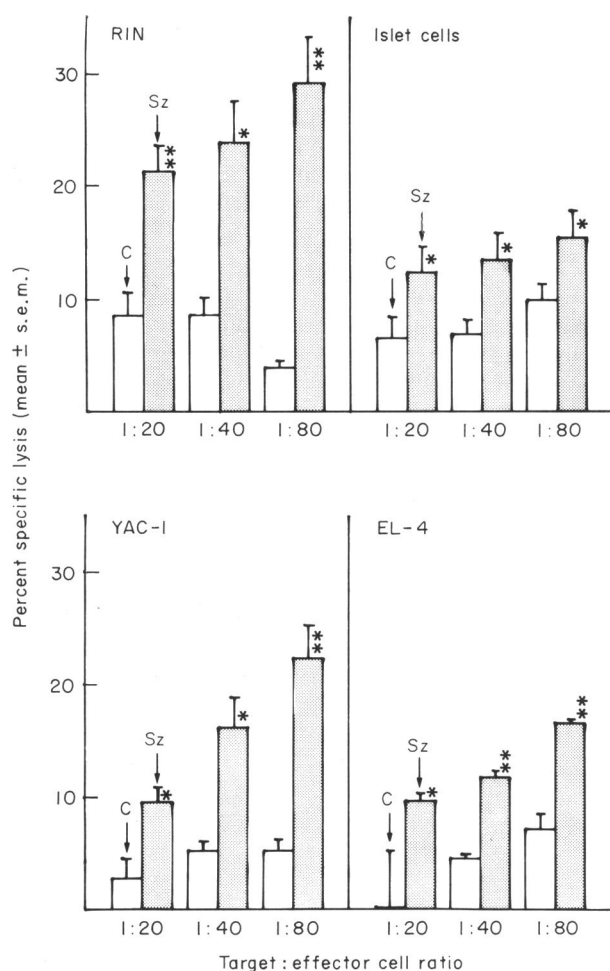 RIN
Islet cells
30
20
10
C
Sz
**
*
**
C
Sz
*
*
*
1:20
1:40
1:80
1:20
1:40
1:80
YAC-1
EL-4
30
20
10
C
Sz
*
*
**
C
Sz
*
**
**
1:20
1:40
1:80
1:20
1:40
1:80
Percent specific lysis (mean ± s.e.m.)
Target : effector cell ratio